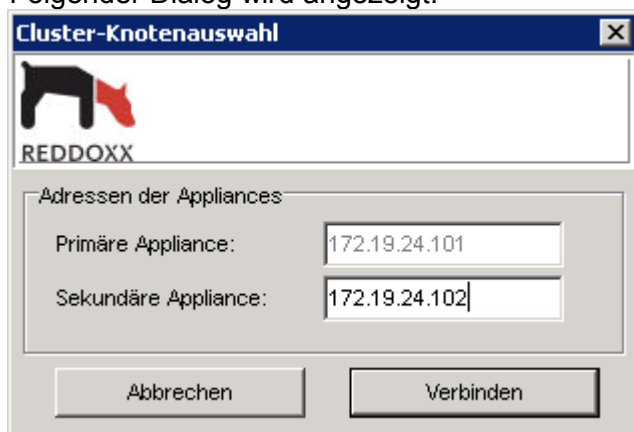 Folgender Dialog wird angezeigt:
Cluster-Knotenauswahl
REDDOXX
Adressen der Appliances
Primäre Appliance: 172.19.24.101
Sekundäre Appliance: 172.19.24.102
Abbrechen Verbinden